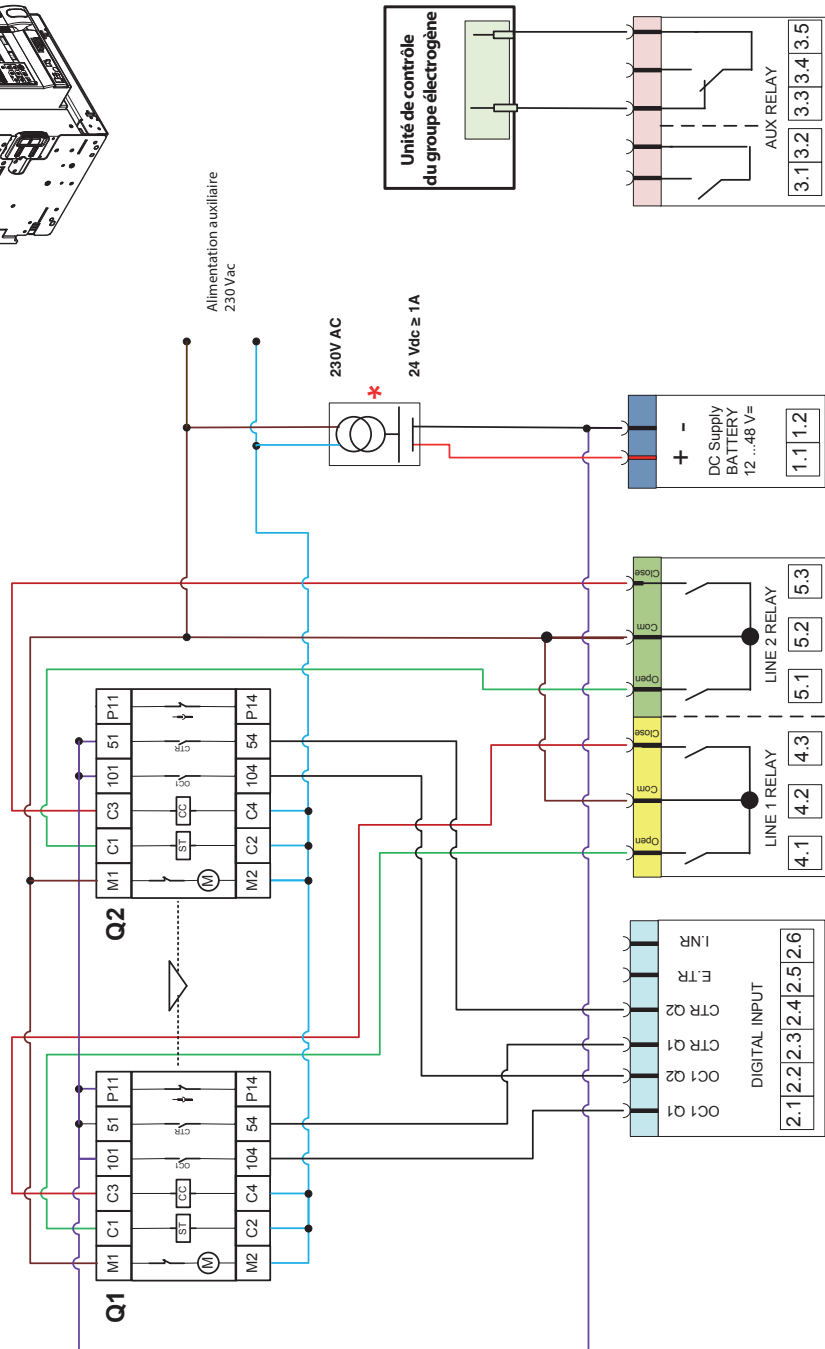 Q1
M1 C1 C3 101 51 P11
M ST CC OC1 CTR
M2 C2 C4 104 54 P14
Q2
M1 C1 C3 101 51 P11
M ST CC OC1 CTR
M2 C2 C4 104 54 P14
Alimentation auxiliaire
230 Vac
230V AC
*
24 Vdc ≥ 1A
Unité de contrôle
du groupe électrogène
OC1 Q1
OC1 Q2
CTR Q1
CTR Q2
E.TR
I.NR
DIGITAL INPUT
2.1 2.2 2.3 2.4 2.5 2.6
Open
Com
Close
LINE 1 RELAY
4.1 4.2 4.3
Open
Com
Close
LINE 2 RELAY
5.1 5.2 5.3
+ -
DC Supply
BATTERY
12 ...48 V=
1.1 1.2
AUX RELAY
3.1 3.2 3.3 3.4 3.5